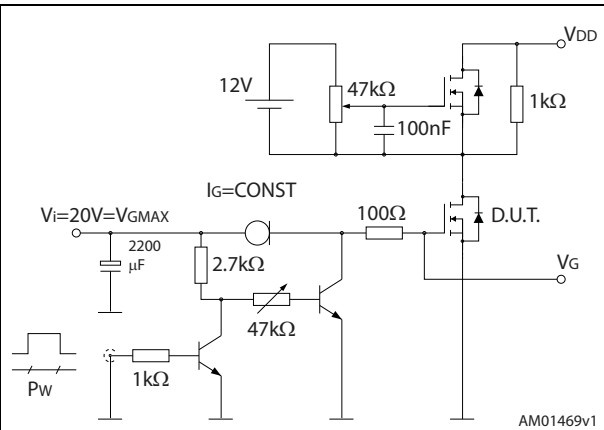 VDD
12V
47kΩ
1kΩ
100nF
IG=CONST
Vi=20V=VGMAX
100Ω
D.U.T.
2200
μF
2.7kΩ
VG
47kΩ
1kΩ
PW
AM01469v1